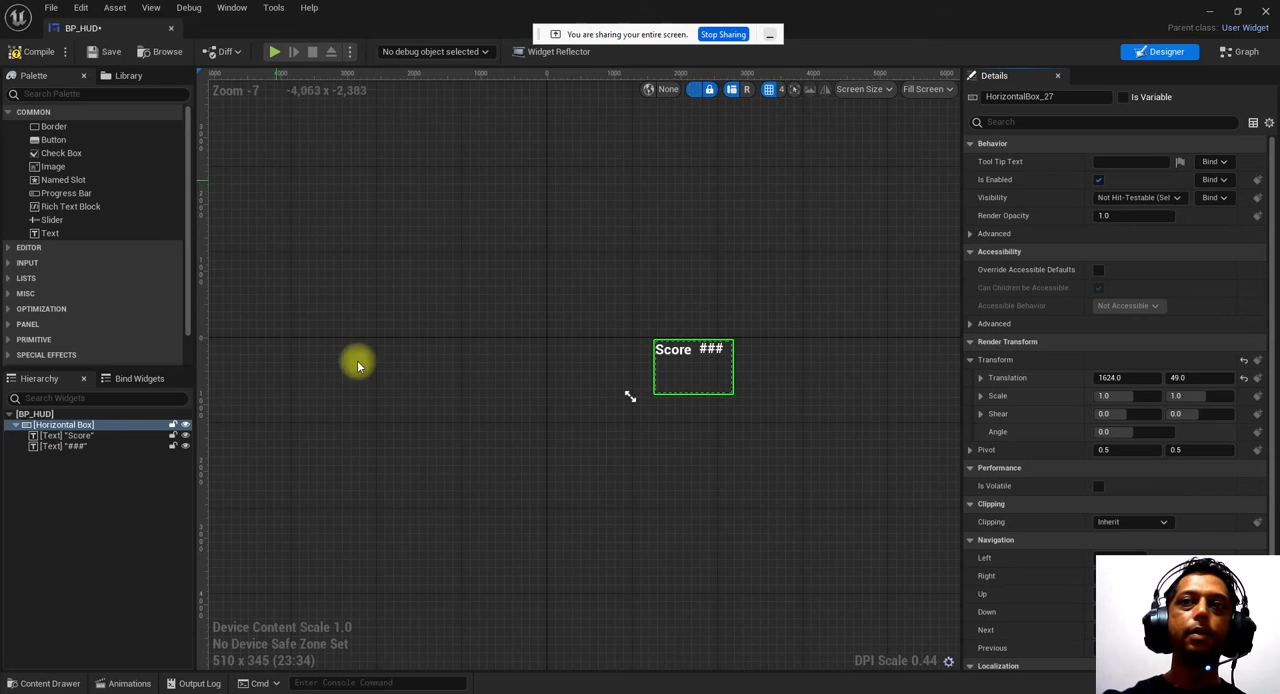 File Edit Asset View Debug Window Tools Help
BP_HUD*
You are sharing your entire screen. Stop Sharing
Parent class: User Widget
Compile Save Browse Diff No debug object selected Widget Reflector Designer Graph
Palette Library
Search Palette
COMMON
Border
Button
Check Box
Image
Named Slot
Progress Bar
Rich Text Block
Slider
Text
EDITOR
INPUT
LISTS
MISC
OPTIMIZATION
PANEL
PRIMITIVE
SPECIAL EFFECTS
Hierarchy Bind Widgets
Search Widgets
[BP_HUD]
[Horizontal Box]
[Text] "Score"
[Text] "###"
Zoom -7 -4,063 x -2,383
None R 4 Screen Size Fill Screen
Score ###
Device Content Scale 1.0
No Device Safe Zone Set
510 x 345 (23:34)
DPI Scale 0.44
Details
HorizontalBox_27 Is Variable
Search
Behavior
Tool Tip Text Bind
Is Enabled Bind
Visibility Not Hit-Testable (Sel Bind
Render Opacity 1.0
Advanced
Accessibility
Override Accessible Defaults
Can Children be Accessible
Accessible Behavior Not Accessible
Advanced
Render Transform
Transform
Translation 1624.0 49.0
Scale 1.0 1.0
Shear 0.0 0.0
Angle 0.0
Pivot 0.5 0.5
Performance
Is Volatile
Clipping
Clipping Inherit
Navigation
Left
Right
Up
Down
Next
Previous
Localization
Content Drawer Animations Output Log Cmd Enter Console Command